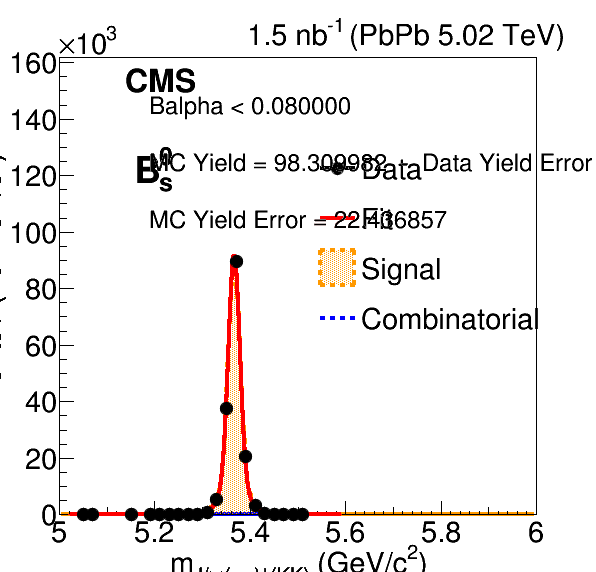 ×10³
1.5 nb⁻¹ (PbPb 5.02 TeV)
160
140
120
100
80
60
40
20
0
CMS
Balpha < 0.080000
B⁰ₛ
MC Yield = 98.309982 - Data Yield Error
MC Yield Error = 22.436857
Data
Fit
Signal
Combinatorial
5 5.2 5.4 5.6 5.8 6
m (GeV/c²)